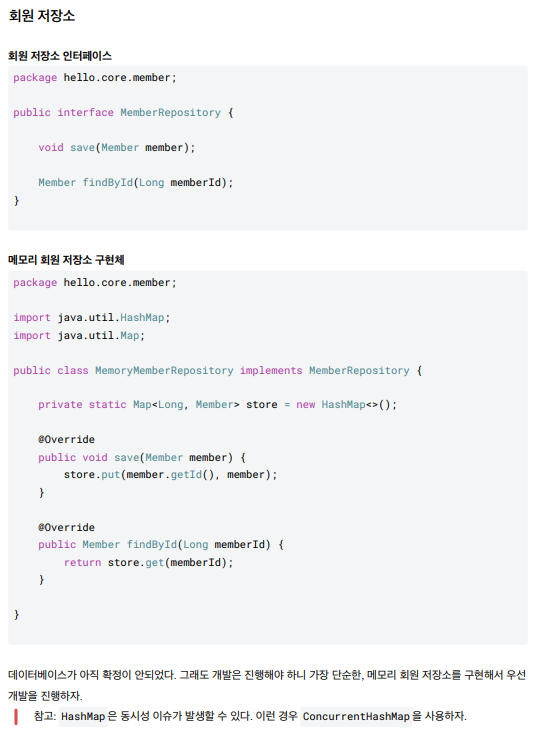 회원 저장소
회원 저장소 인터페이스
package hello.core.member;
public interface MemberRepository {
    void save(Member member);
    Member findById(Long memberId);
}
메모리 회원 저장소 구현체
package hello.core.member;
import java.util.HashMap;
import java.util.Map;
public class MemoryMemberRepository implements MemberRepository {
    private static Map<Long, Member> store = new HashMap<>();
    @Override
    public void save(Member member) {
        store.put(member.getId(), member);
    }
    @Override
    public Member findById(Long memberId) {
        return store.get(memberId);
    }
}
데이터베이스가 아직 확정이 안되었다. 그래도 개발은 진행해야 하니 가장 단순한, 메모리 회원 저장소를 구현해서 우선
개발을 진행하자.
참고: HashMap 은 동시성 이슈가 발생할 수 있다. 이런 경우 ConcurrentHashMap 을 사용하자.